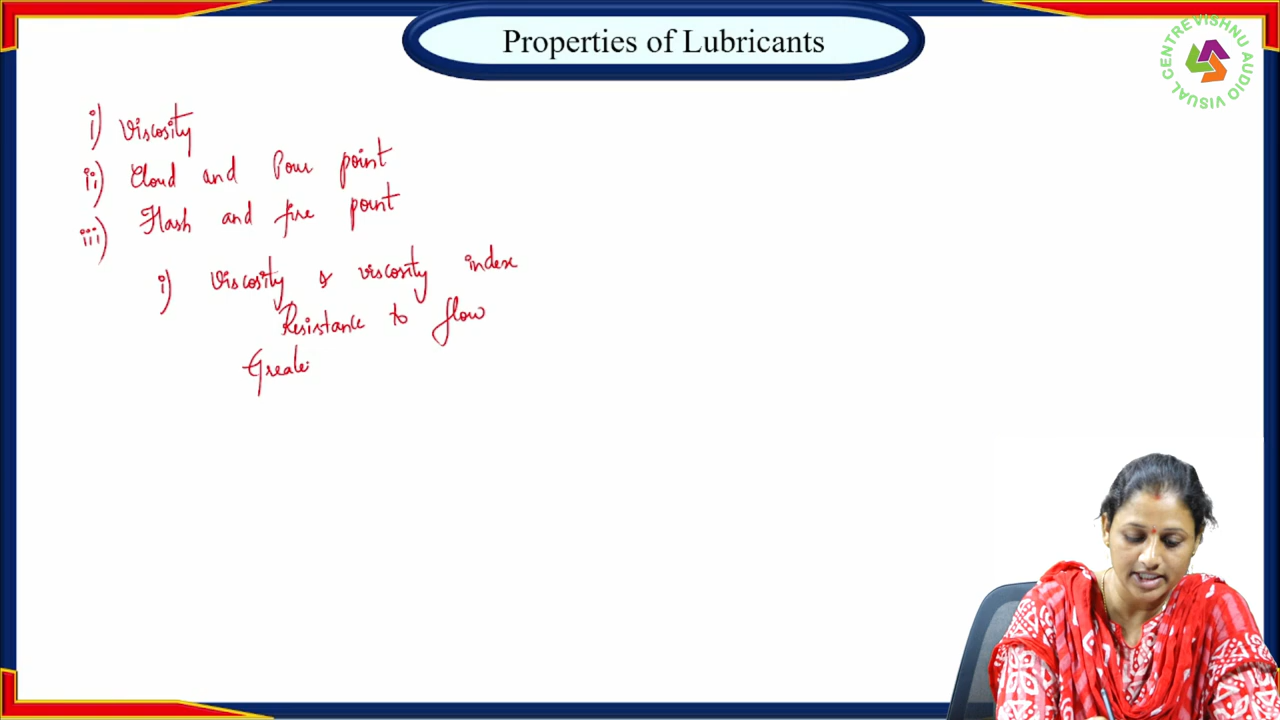 Properties of Lubricants
VISHNU AUDIO VISUAL CENTRE
i) Viscosity
ii) Cloud and Pour point
iii) Flash and fire point
i) Viscosity & viscosity index
Resistance to flow
Greate